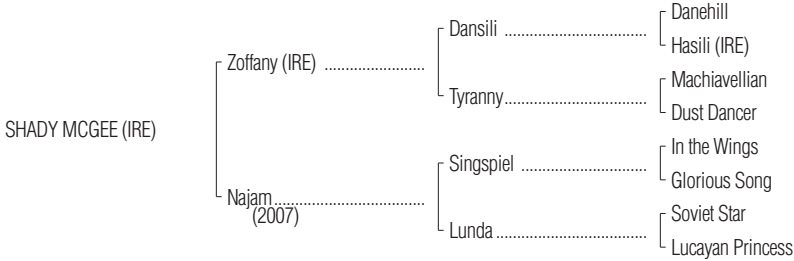 Danehill
Dansili ..........................................
Hasili (IRE)
Zoffany (IRE) .............................
Machiavellian
Tyranny..........................................
Dust Dancer
SHADY MCGEE (IRE)
In the Wings
Singspiel .....................................
Glorious Song
Najam...........................................
(2007)
Soviet Star
Lunda ............................................
Lucayan Princess